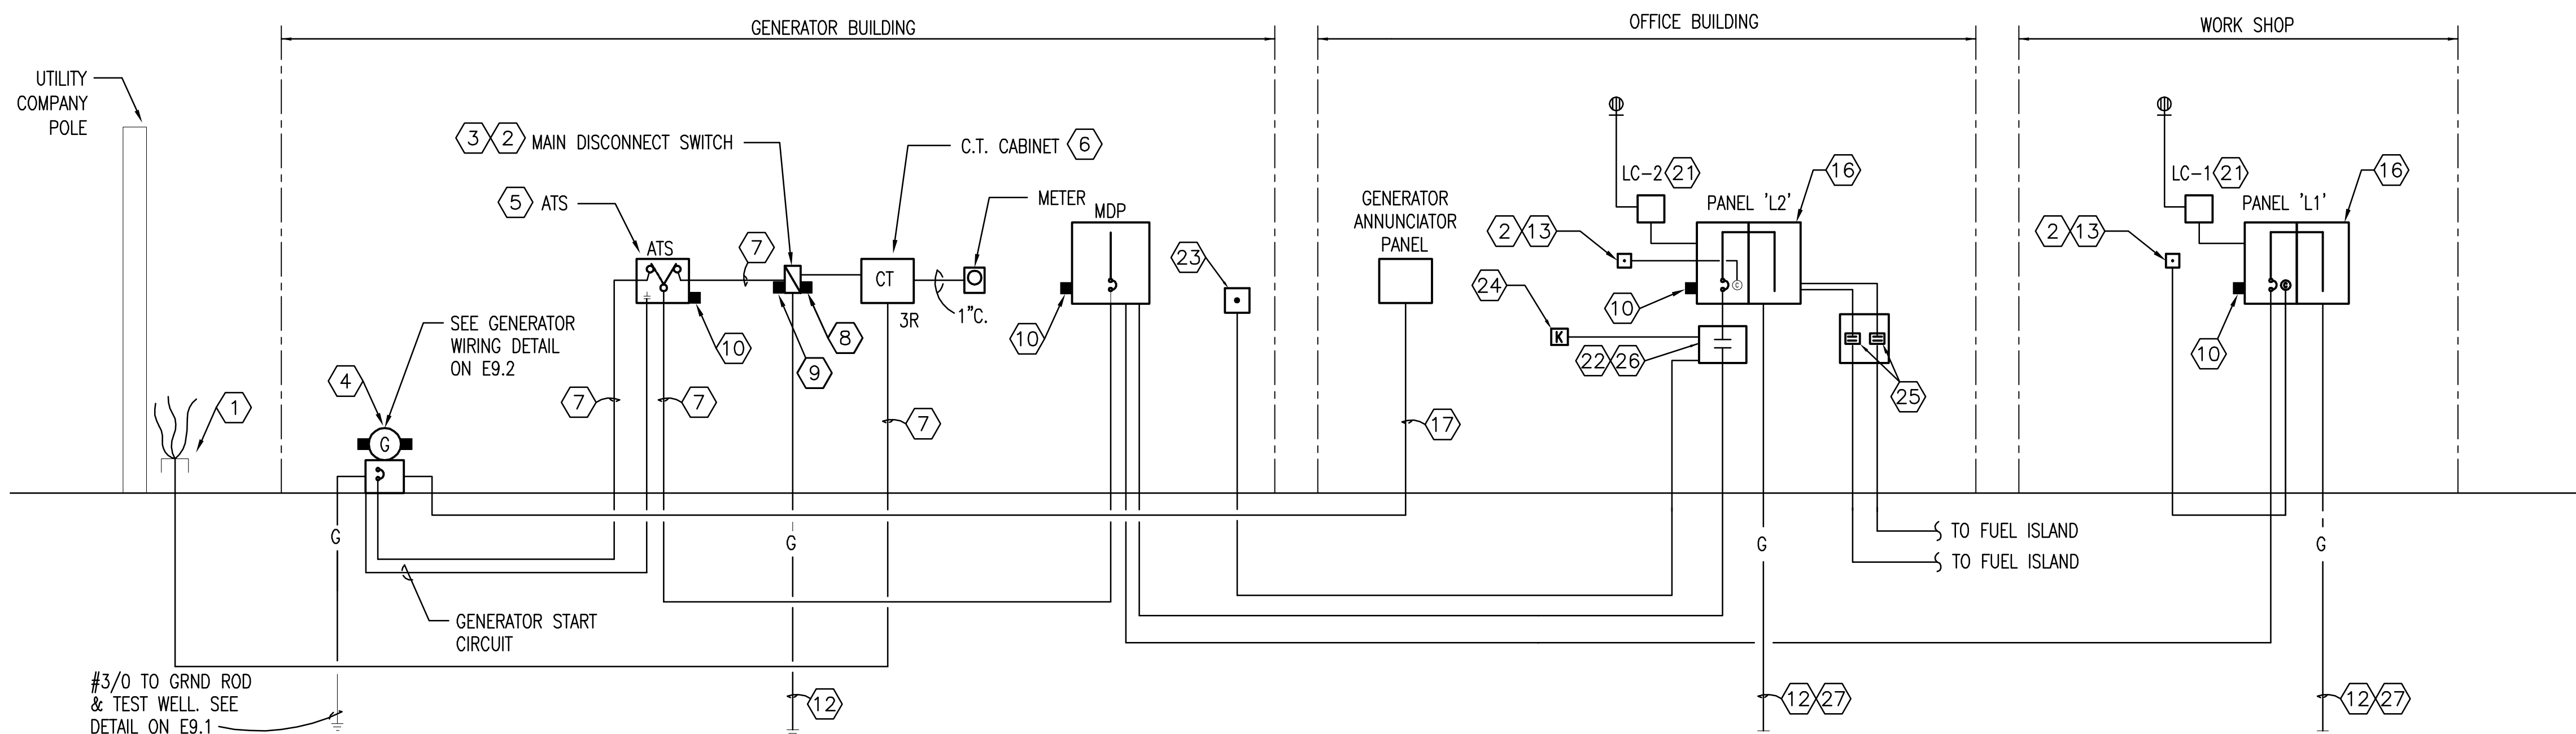 GENERATOR BUILDING
OFFICE BUILDING
WORK SHOP
UTILITY
COMPANY
POLE
3 2 MAIN DISCONNECT SWITCH
C.T. CABINET 6
5 ATS
ATS
7
METER
MDP
CT
3R
1"C.
10
8
9
10
23
SEE GENERATOR
WIRING DETAIL
ON E9.2
4
G
1
7
7
7
G
G
GENERATOR START
CIRCUIT
#3/0 TO GRND ROD
& TEST WELL. SEE
DETAIL ON E9.1
12
GENERATOR
ANNUNCIATOR
PANEL
17
LC-2 21
16
PANEL 'L2'
2 13
C
24
10
K
22 26
25
TO FUEL ISLAND
TO FUEL ISLAND
G
12 27
LC-1 21
16
PANEL 'L1'
2 13
C
10
G
12 27